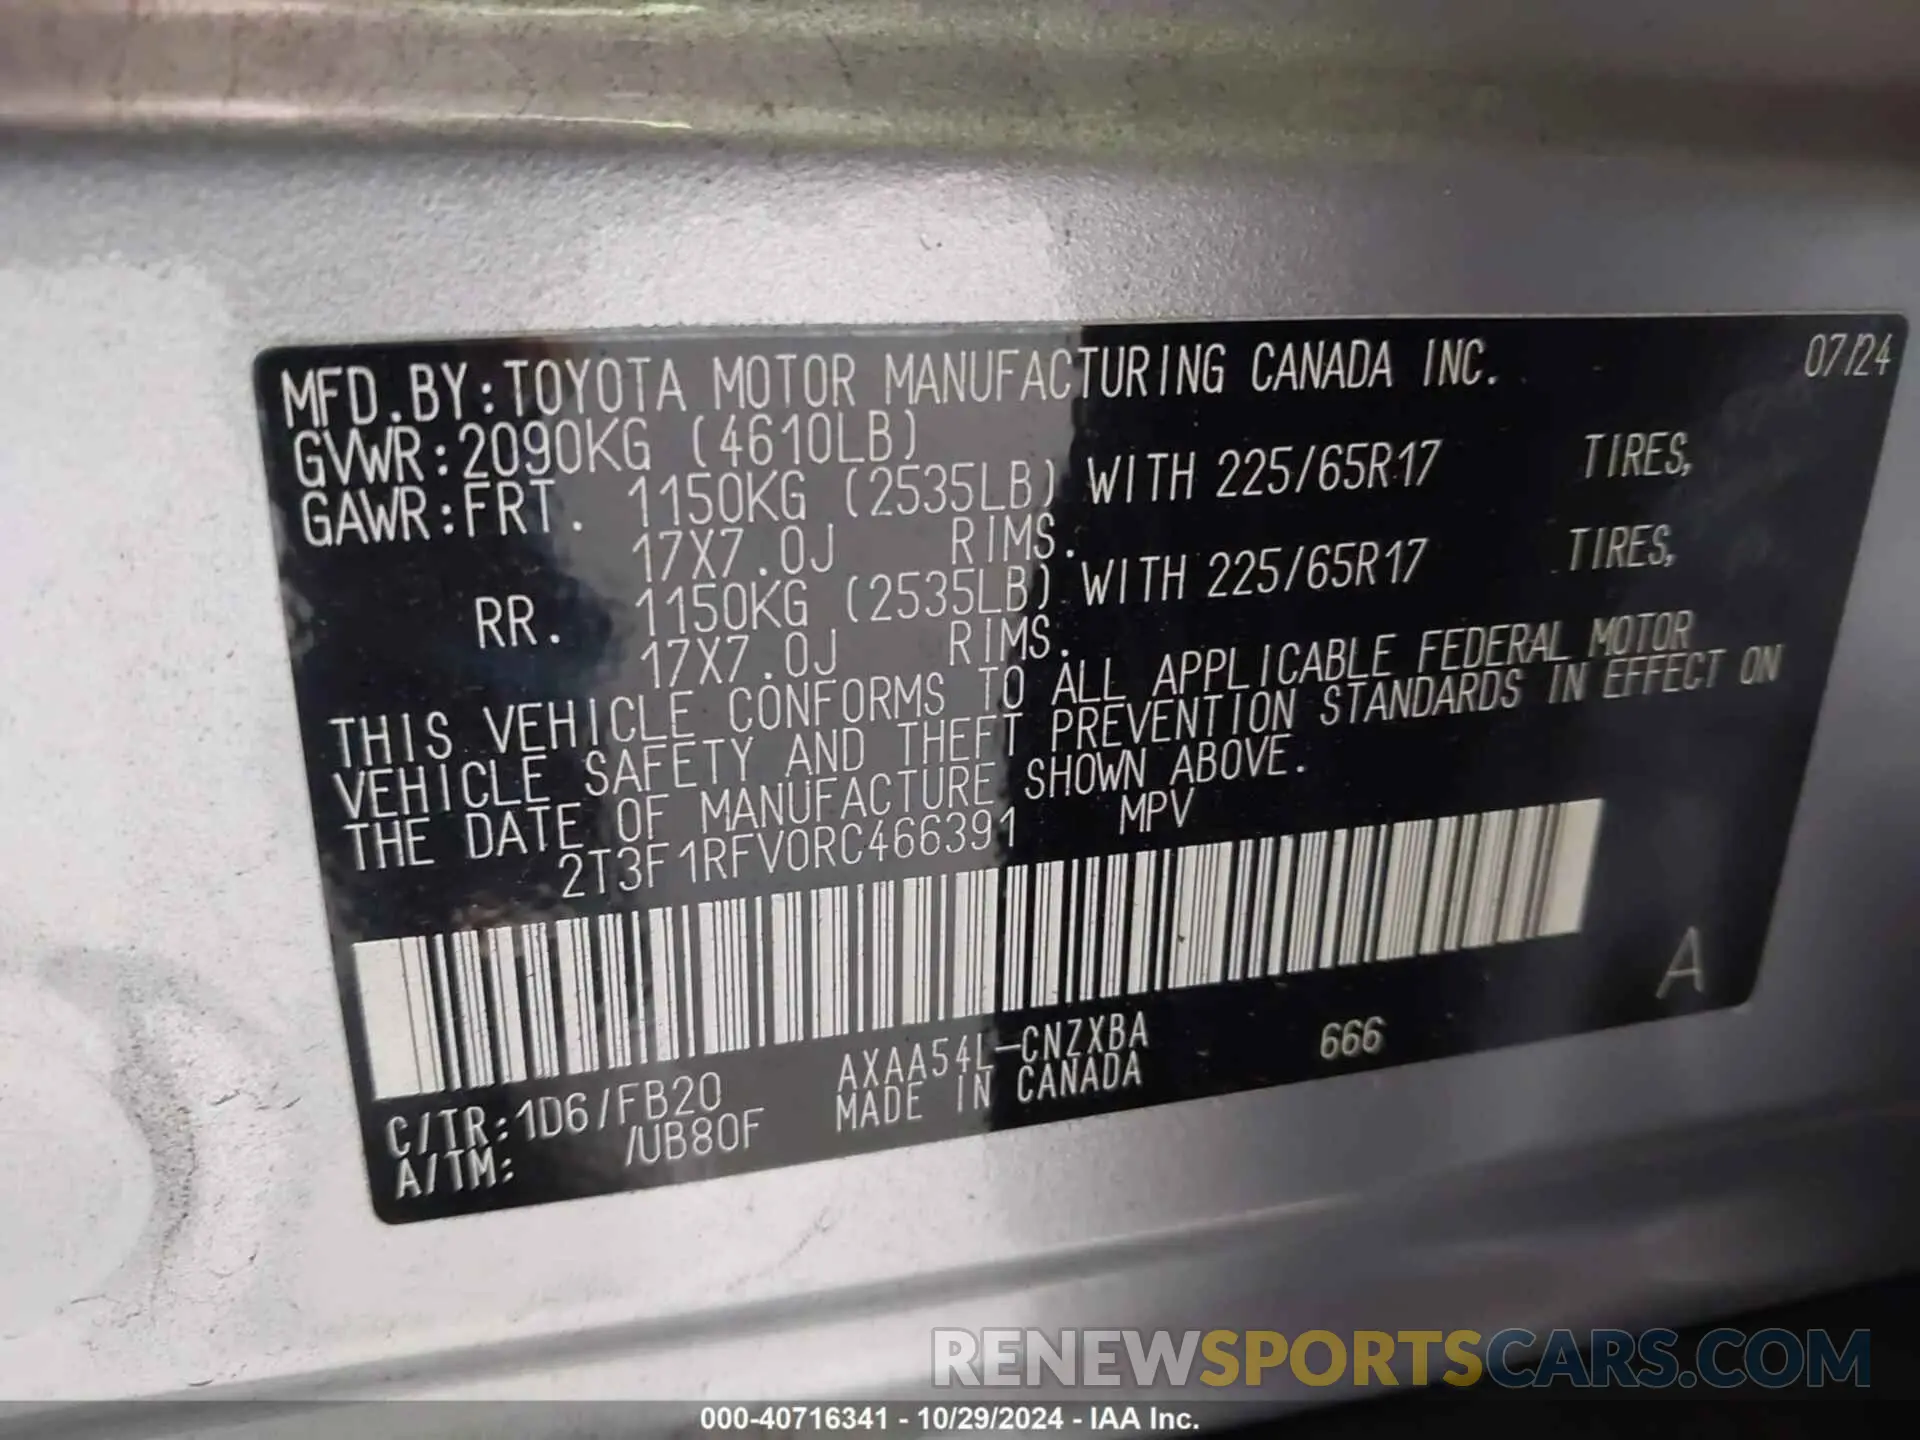 MFD.BY:TOYOTA MOTOR MANUFACTURING CANADA INC. 07/24
GVWR:2090KG (4610LB)
GAWR:FRT. 1150KG (2535LB) WITH 225/65R17 TIRES,
17X7.0J RIMS.
RR. 1150KG (2535LB) WITH 225/65R17 TIRES,
17X7.0J RIMS.
THIS VEHICLE CONFORMS TO ALL APPLICABLE FEDERAL MOTOR
VEHICLE SAFETY AND THEFT PREVENTION STANDARDS IN EFFECT ON
THE DATE OF MANUFACTURE SHOWN ABOVE.
2T3F1RFV0RC466391 MPV
A
C/TR:1D6/FB20 AXAA54L-CNZXBA 666
A/TM: /UB80F MADE IN CANADA
RENEWSPORTSCARS.COM
000-40716341 - 10/29/2024 - IAA Inc.